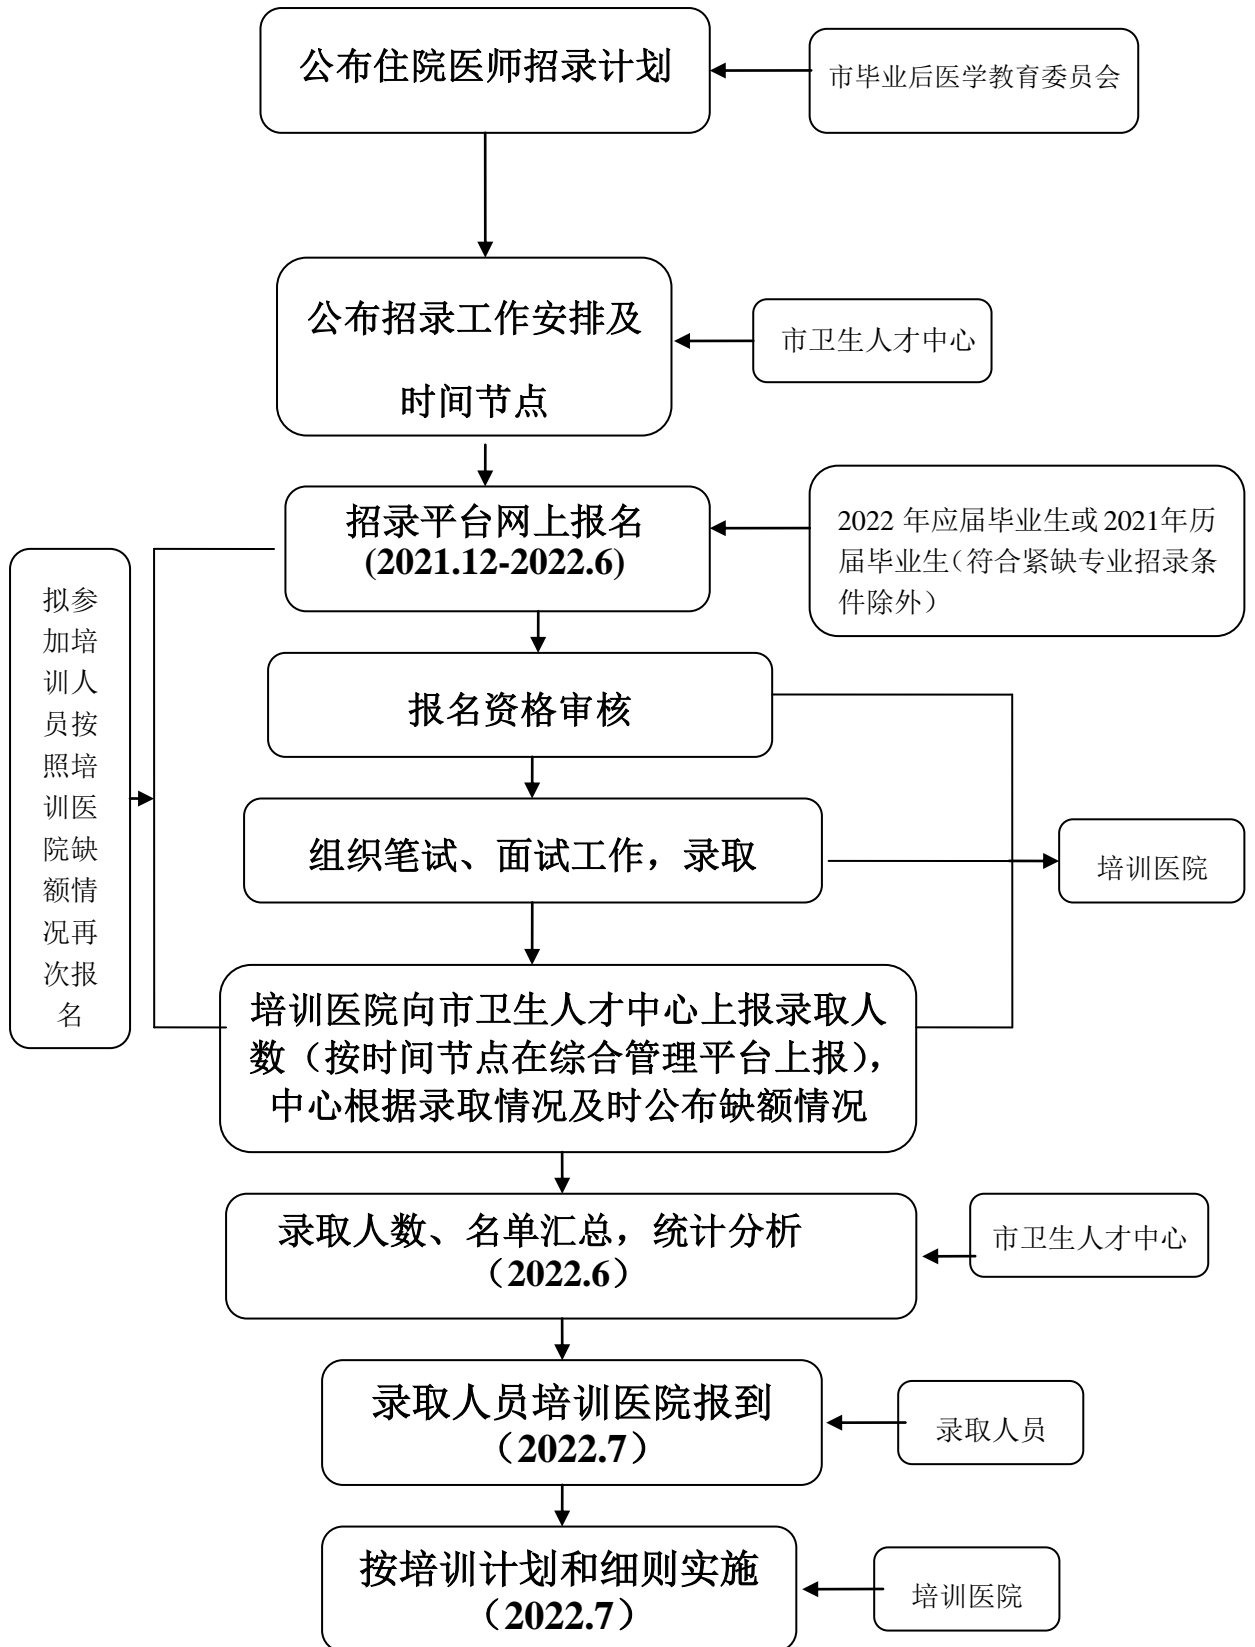 公布住院医师招录计划
市毕业后医学教育委员会
公布招录工作安排及
时间节点
市卫生人才中心
招录平台网上报名
(2021.12-2022.6)
2022 年应届毕业生或 2021年历
届毕业生（符合紧缺专业招录条
件除外）
拟参
加培
训人
员按
照培
训医
院缺
额情
况再
次报
名
报名资格审核
组织笔试、面试工作，录取
培训医院
培训医院向市卫生人才中心上报录取人
数（按时间节点在综合管理平台上报），
中心根据录取情况及时公布缺额情况
录取人数、名单汇总，统计分析
（2022.6）
市卫生人才中心
录取人员培训医院报到
（2022.7）
录取人员
按培训计划和细则实施
（2022.7）
培训医院